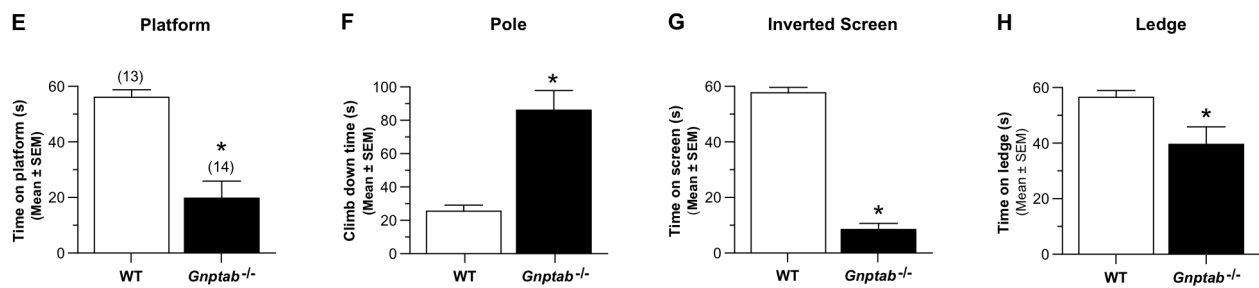 E Platform
Time on platform (s)
(Mean ± SEM)
60
40
20
0
(13)
*
(14)
WT
Gnptab-/-
F Pole
Climb down time (s)
(Mean ± SEM)
100
80
60
40
20
0
*
WT
Gnptab-/-
G Inverted Screen
Time on screen (s)
(Mean ± SEM)
60
40
20
0
*
WT
Gnptab-/-
H Ledge
Time on ledge (s)
(Mean ± SEM)
60
40
20
0
*
WT
Gnptab-/-